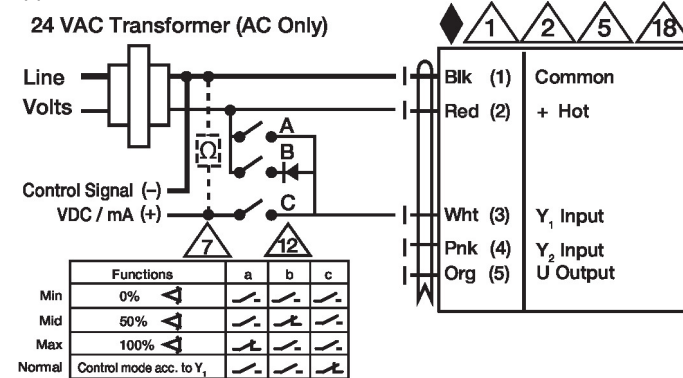 24 VAC Transformer (AC Only)
1 2 5 18
Line
Volts
Blk (1) Common
Red (2) + Hot
A
Ω
B
Control Signal (–)
VDC / mA (+)
C
Wht (3) Y1 Input
Pnk (4) Y2 Input
Org (5) U Output
7 12
Functions a b c
Min 0%
Mid 50%
Max 100%
Normal Control mode acc. to Y1